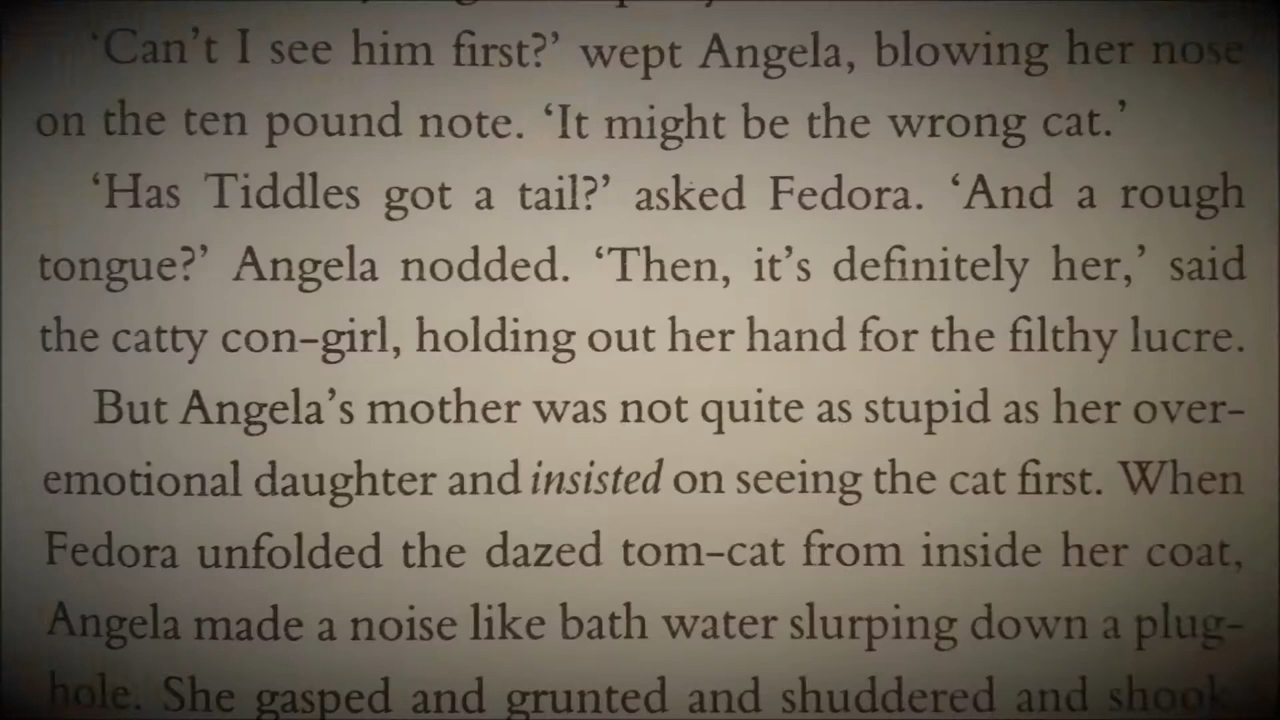 ‘Can’t I see him first?’ wept Angela, blowing her nose
on the ten pound note. ‘It might be the wrong cat.’
‘Has Tiddles got a tail?’ asked Fedora. ‘And a rough
tongue?’ Angela nodded. ‘Then, it’s definitely her,’ said
the catty con-girl, holding out her hand for the filthy lucre.
But Angela’s mother was not quite as stupid as her over-
emotional daughter and insisted on seeing the cat first. When
Fedora unfolded the dazed tom-cat from inside her coat,
Angela made a noise like bath water slurping down a plug-
hole. She gasped and grunted and shuddered and shook